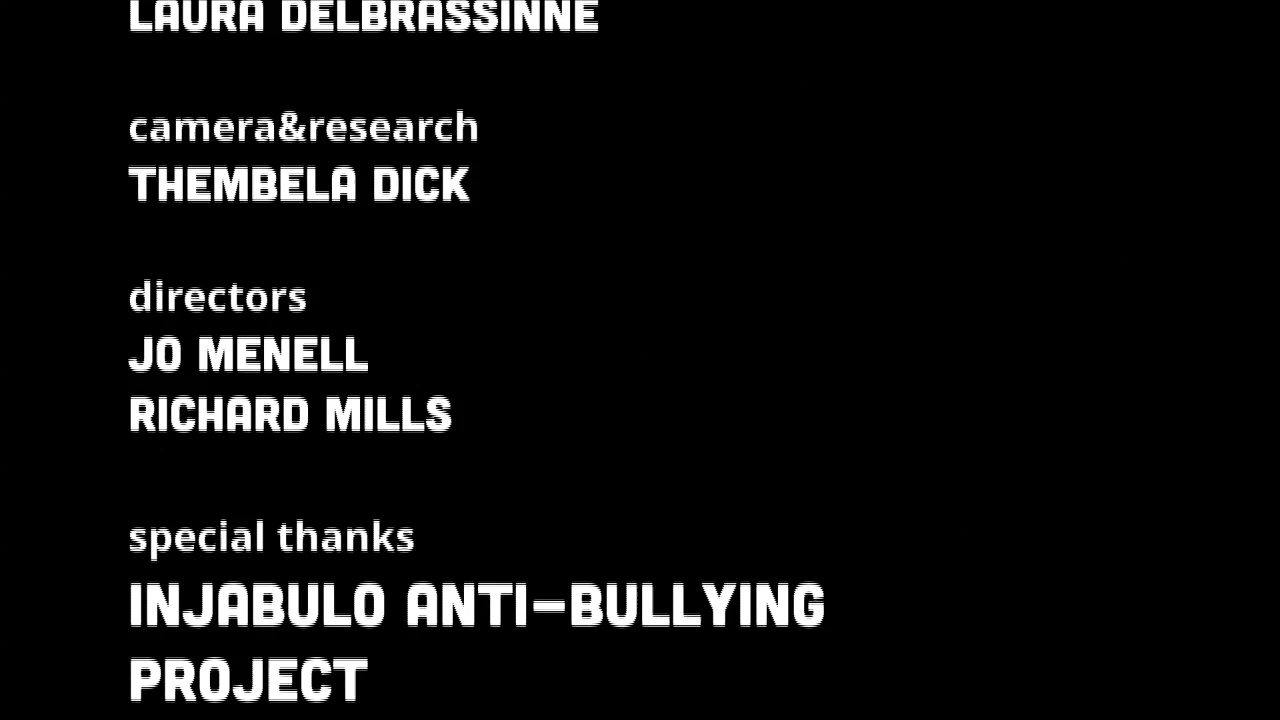 LAURA DELBRASSINNE
camera&research
THEMBELA DICK
directors
JO MENELL
RICHARD MILLS
special thanks
INJABULO ANTI-BULLYING
PROJECT